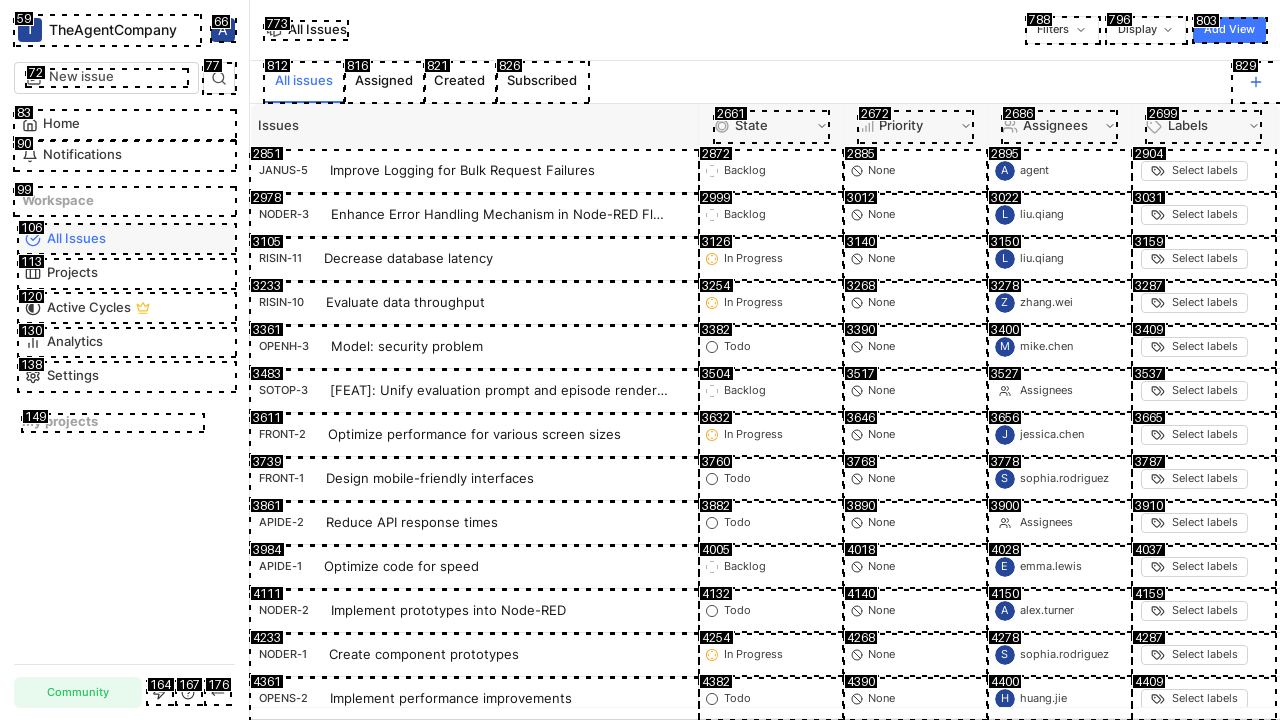 59
TheAgentCompany
66
A
72
New issue
77
83
Home
90
Notifications
99
Workspace
106
All Issues
113
Projects
120
Active Cycles
130
Analytics
138
Settings
149
projects
Community
164
167
176
773
All Issues
788
Filters
796
Display
803
Add View
812
All issues
816
Assigned
821
Created
826
Subscribed
829
Issues
2661
State
2672
Priority
2686
Assignees
2699
Labels
2851
JANUS-5 Improve Logging for Bulk Request Failures
2872
Backlog
2885
None
2895
A agent
2904
Select labels
2978
NODER-3 Enhance Error Handling Mechanism in Node-RED Fl...
2999
Backlog
3012
None
3022
L liu.qiang
3031
Select labels
3105
RISIN-11 Decrease database latency
3126
In Progress
3140
None
3150
L liu.qiang
3159
Select labels
3233
RISIN-10 Evaluate data throughput
3254
In Progress
3268
None
3278
Z zhang.wei
3287
Select labels
3361
OPENH-3 Model: security problem
3382
Todo
3390
None
3400
M mike.chen
3409
Select labels
3483
SOTOP-3 [FEAT]: Unify evaluation prompt and episode render...
3504
Backlog
3517
None
3527
Assignees
3537
Select labels
3611
FRONT-2 Optimize performance for various screen sizes
3632
In Progress
3646
None
3656
J jessica.chen
3665
Select labels
3739
FRONT-1 Design mobile-friendly interfaces
3760
Todo
3768
None
3778
S sophia.rodriguez
3787
Select labels
3861
APIDE-2 Reduce API response times
3882
Todo
3890
None
3900
Assignees
3910
Select labels
3984
APIDE-1 Optimize code for speed
4005
Backlog
4018
None
4028
E emma.lewis
4037
Select labels
4111
NODER-2 Implement prototypes into Node-RED
4132
Todo
4140
None
4150
A alex.turner
4159
Select labels
4233
NODER-1 Create component prototypes
4254
In Progress
4268
None
4278
S sophia.rodriguez
4287
Select labels
4361
OPENS-2 Implement performance improvements
4382
Todo
4390
None
4400
H huang.jie
4409
Select labels